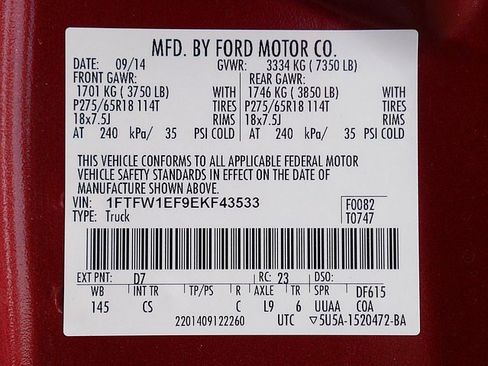 MFD. BY FORD MOTOR CO.
DATE: 09/14 GVWR: 3334 KG ( 7350 LB)
FRONT GAWR: REAR GAWR:
1701 KG ( 3750 LB) WITH 1746 KG ( 3850 LB) WITH
P275/65R18 114T TIRES P275/65R18 114T TIRES
18x7.5J RIMS 18x7.5J RIMS
AT 240 kPa/ 35 PSI COLD AT 240 kPa/ 35 PSI COLD
THIS VEHICLE CONFORMS TO ALL APPLICABLE FEDERAL MOTOR
VEHICLE SAFETY STANDARDS IN EFFECT ON THE DATE OF
MANUFACTURE SHOWN ABOVE.
VIN: 1FTFW1EF9EKF43533 F0082
TYPE: Truck T0747
EXT PNT: D7 RC: 23 DSO:
WB INT TR TP/PS R AXLE TR SPR DF615
145 CS C L9 6 UUAA COA
2201409122260 UTC ▽5U5A-1520472-BA